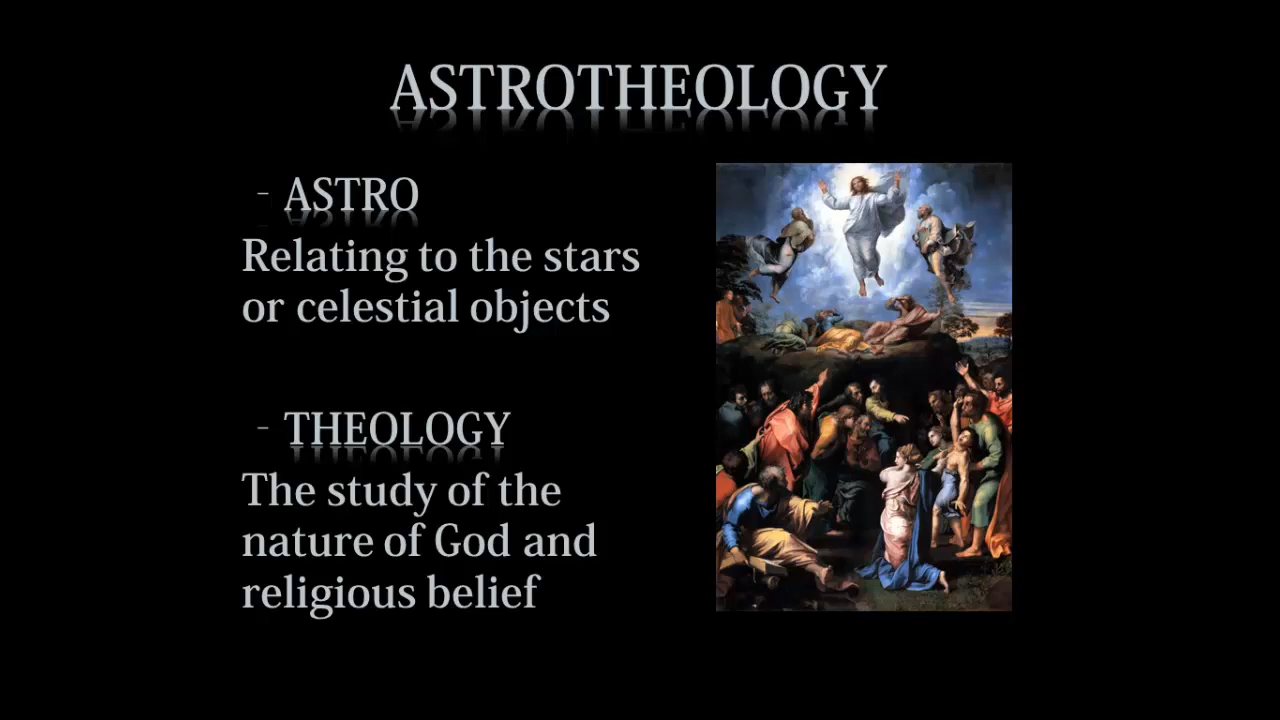 ASTROTHEOLOGY
- ASTRO
Relating to the stars
or celestial objects
- THEOLOGY
The study of the
nature of God and
religious belief